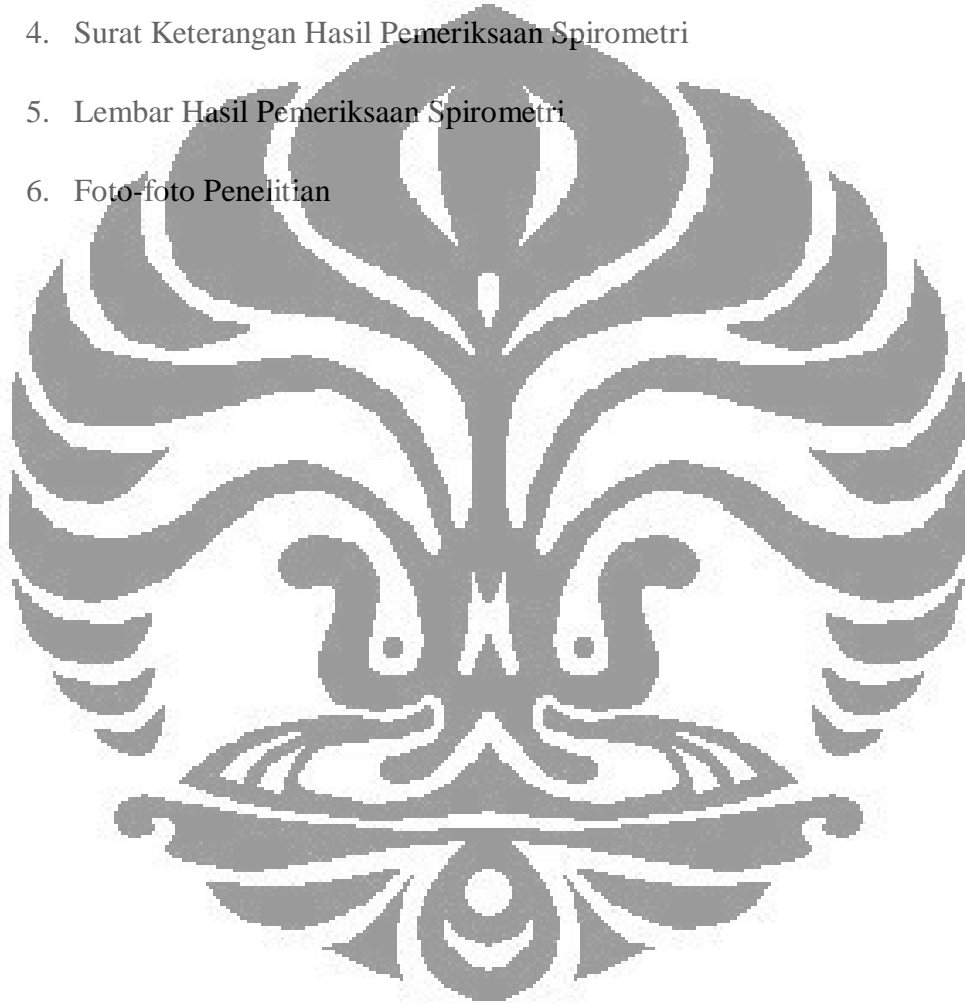 4. Surat Keterangan Hasil Pemeriksaan Spirometri
5. Lembar Hasil Pemeriksaan Spirometri
6. Foto-foto Penelitian